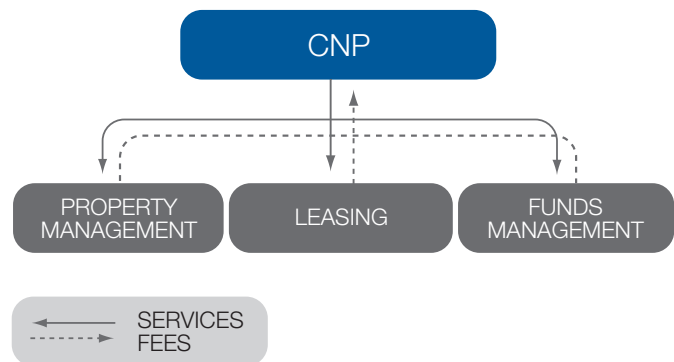 CNP
PROPERTY
MANAGEMENT
LEASING
FUNDS
MANAGEMENT
SERVICES
FEES